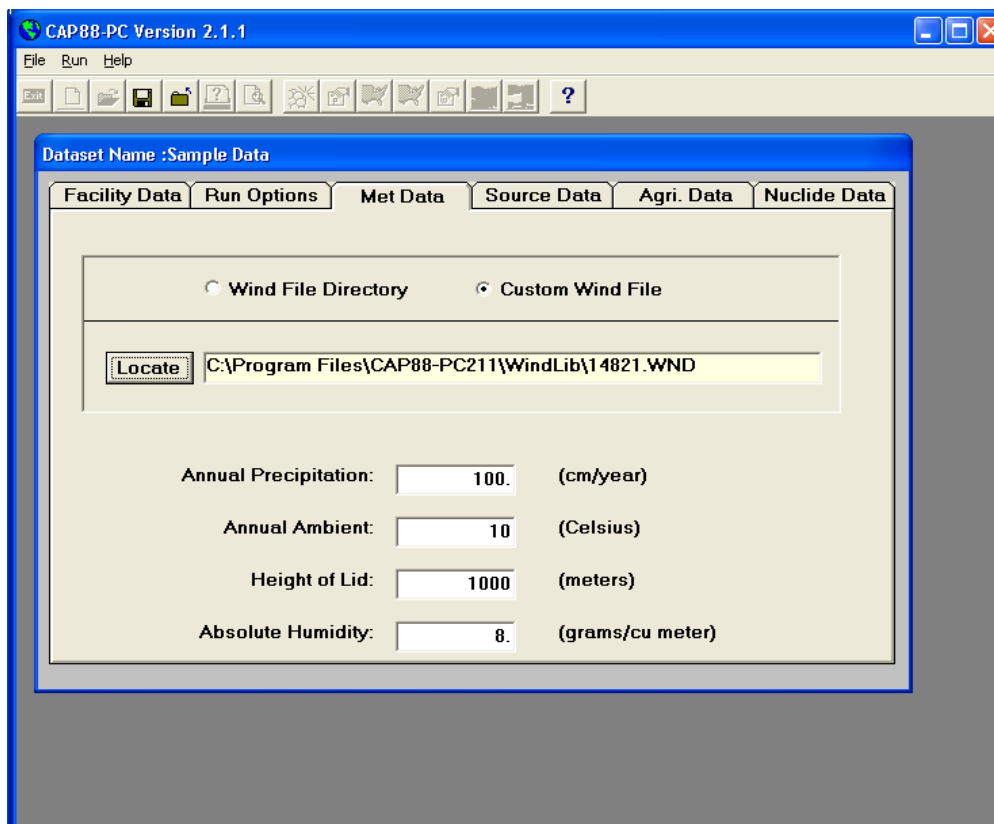 CAP88-PC Version 2.1.1
File Run Help
Exit ? ?
Dataset Name :Sample Data
Facility Data Run Options Met Data Source Data Agri. Data Nuclide Data
Wind File Directory Custom Wind File
Locate C:\Program Files\CAP88-PC211\WindLib\14821.WND
Annual Precipitation: 100. (cm/year)
Annual Ambient: 10 (Celsius)
Height of Lid: 1000 (meters)
Absolute Humidity: 8. (grams/cu meter)